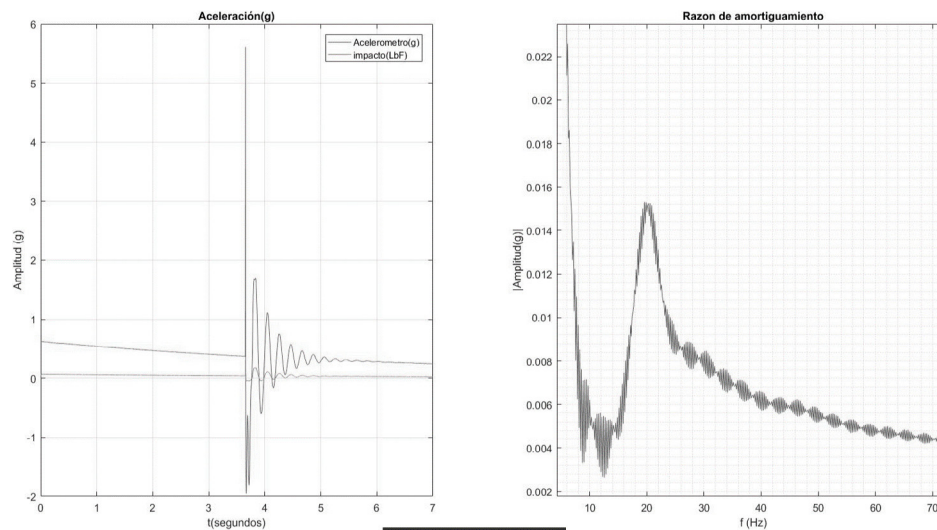 Aceleración(g)
Acelerometro(g)
impacto(LbF)
6
5
4
3
2
1
0
-1
-2
Amplitud (g)
0 1 2 3 4 5 6 7
t(segundos)
Razon de amortiguamiento
0.022
0.02
0.018
0.016
0.014
0.012
0.01
0.008
0.006
0.004
0.002
|Amplitud(g)|
10 20 30 40 50 60 70
f (Hz)